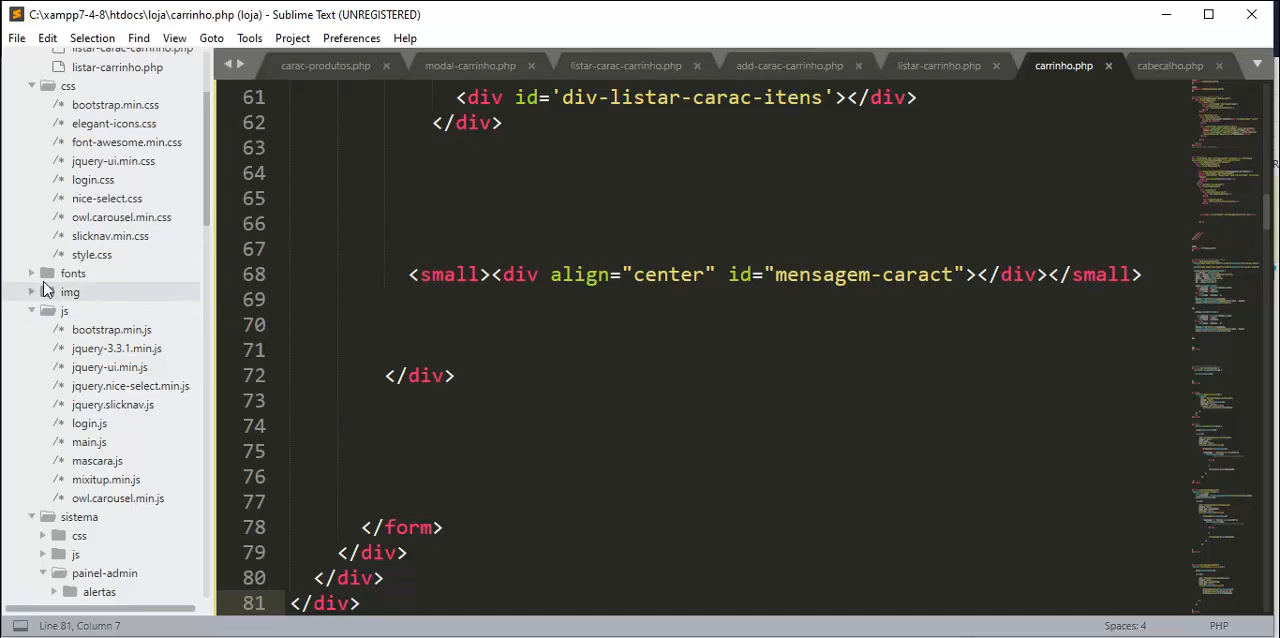 C:\xampp7-4-8\htdocs\loja\carrinho.php (loja) - Sublime Text (UNREGISTERED)
File Edit Selection Find View Goto Tools Project Preferences Help
listar-carac-carrinho.php
listar-carrinho.php
css
bootstrap.min.css
elegant-icons.css
font-awesome.min.css
jquery-ui.min.css
login.css
nice-select.css
owl.carousel.min.css
slicknav.min.css
style.css
fonts
img
js
bootstrap.min.js
jquery-3.3.1.min.js
jquery-ui.min.js
jquery.nice-select.min.js
jquery.slicknav.js
login.js
main.js
mascara.js
mixitup.min.js
owl.carousel.min.js
sistema
css
js
painel-admin
alertas
carac-produtos.php modal-carrinho.php listar-carac-carrinho.php add-carac-carrinho.php listar-carrinho.php carrinho.php cabecalho.php
61 <div id='div-listar-carac-itens'></div>
62 </div>
63
64
65
66
67
68 <small><div align="center" id="mensagem-caract"></div></small>
69
70
71
72 </div>
73
74
75
76
77
78 </form>
79 </div>
80 </div>
81 </div>
Line 81, Column 7
Spaces: 4
PHP